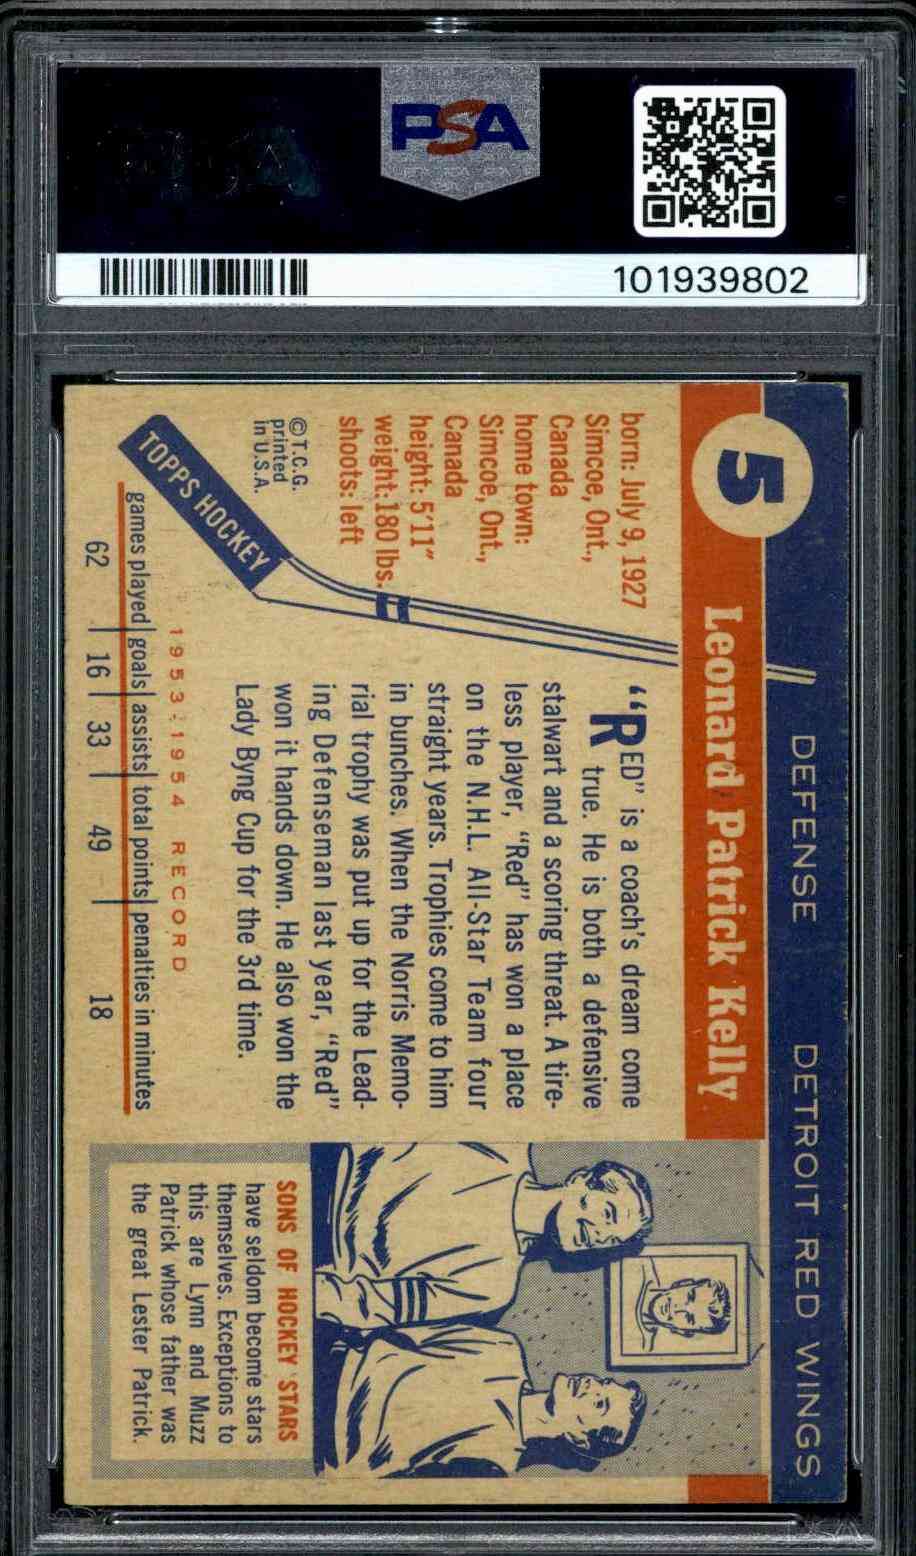 PSA
101939802
5
DEFENSE DETROIT RED WINGS
Leonard Patrick Kelly
born: July 9, 1927
Simcoe, Ont.,
Canada
home town:
Simcoe, Ont.,
Canada
height: 5'11"
weight: 180 lbs.
shoots: left
© T.C.G.
printed
in U.S.A.
TOPPS HOCKEY
"RED" is a coach's dream come
true. He is both a defensive
stalwart and a scoring threat. A tire-
less player, "Red" has won a place
on the N.H.L. All-Star Team four
straight years. Trophies come to him
in bunches. When the Norris Memo-
rial trophy was put up for the Lead-
ing Defenseman last year, "Red"
won it hands down. He also won the
Lady Byng Cup for the 3rd time.
1953-1954 RECORD
games played goals assists total points penalties in minutes
62 16 33 49 18
SONS OF HOCKEY STARS
have seldom become stars
themselves. Exceptions to
this are Lynn and Muzz
Patrick whose father was
the great Lester Patrick.